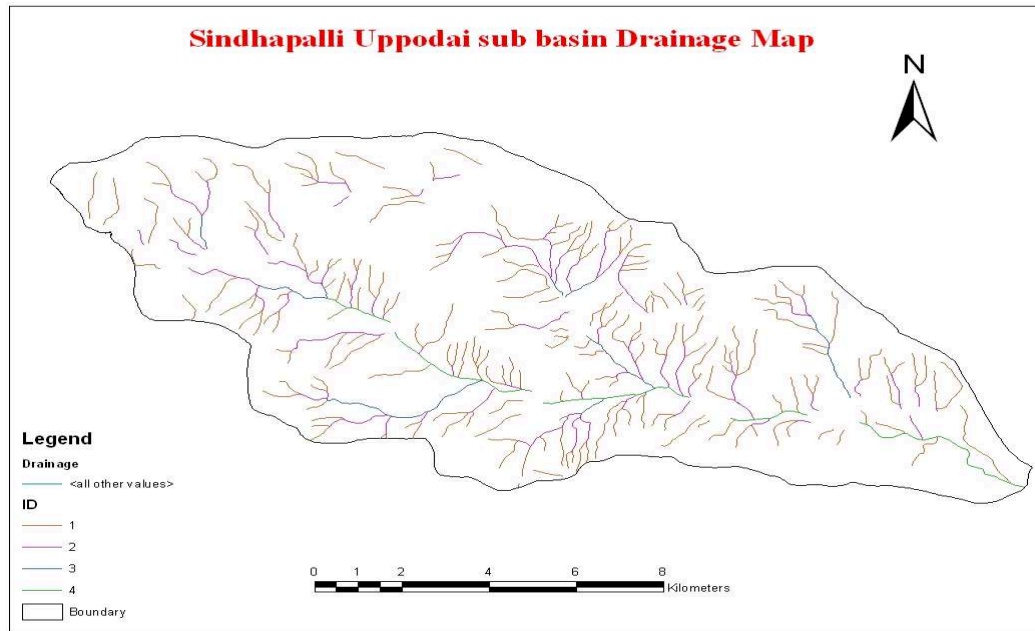 Sindhapalli Uppodai sub basin Drainage Map
N
Legend
Drainage
<all other values>
ID
1
2
3
4
Boundary
0 1 2 4 6 8
Kilometers